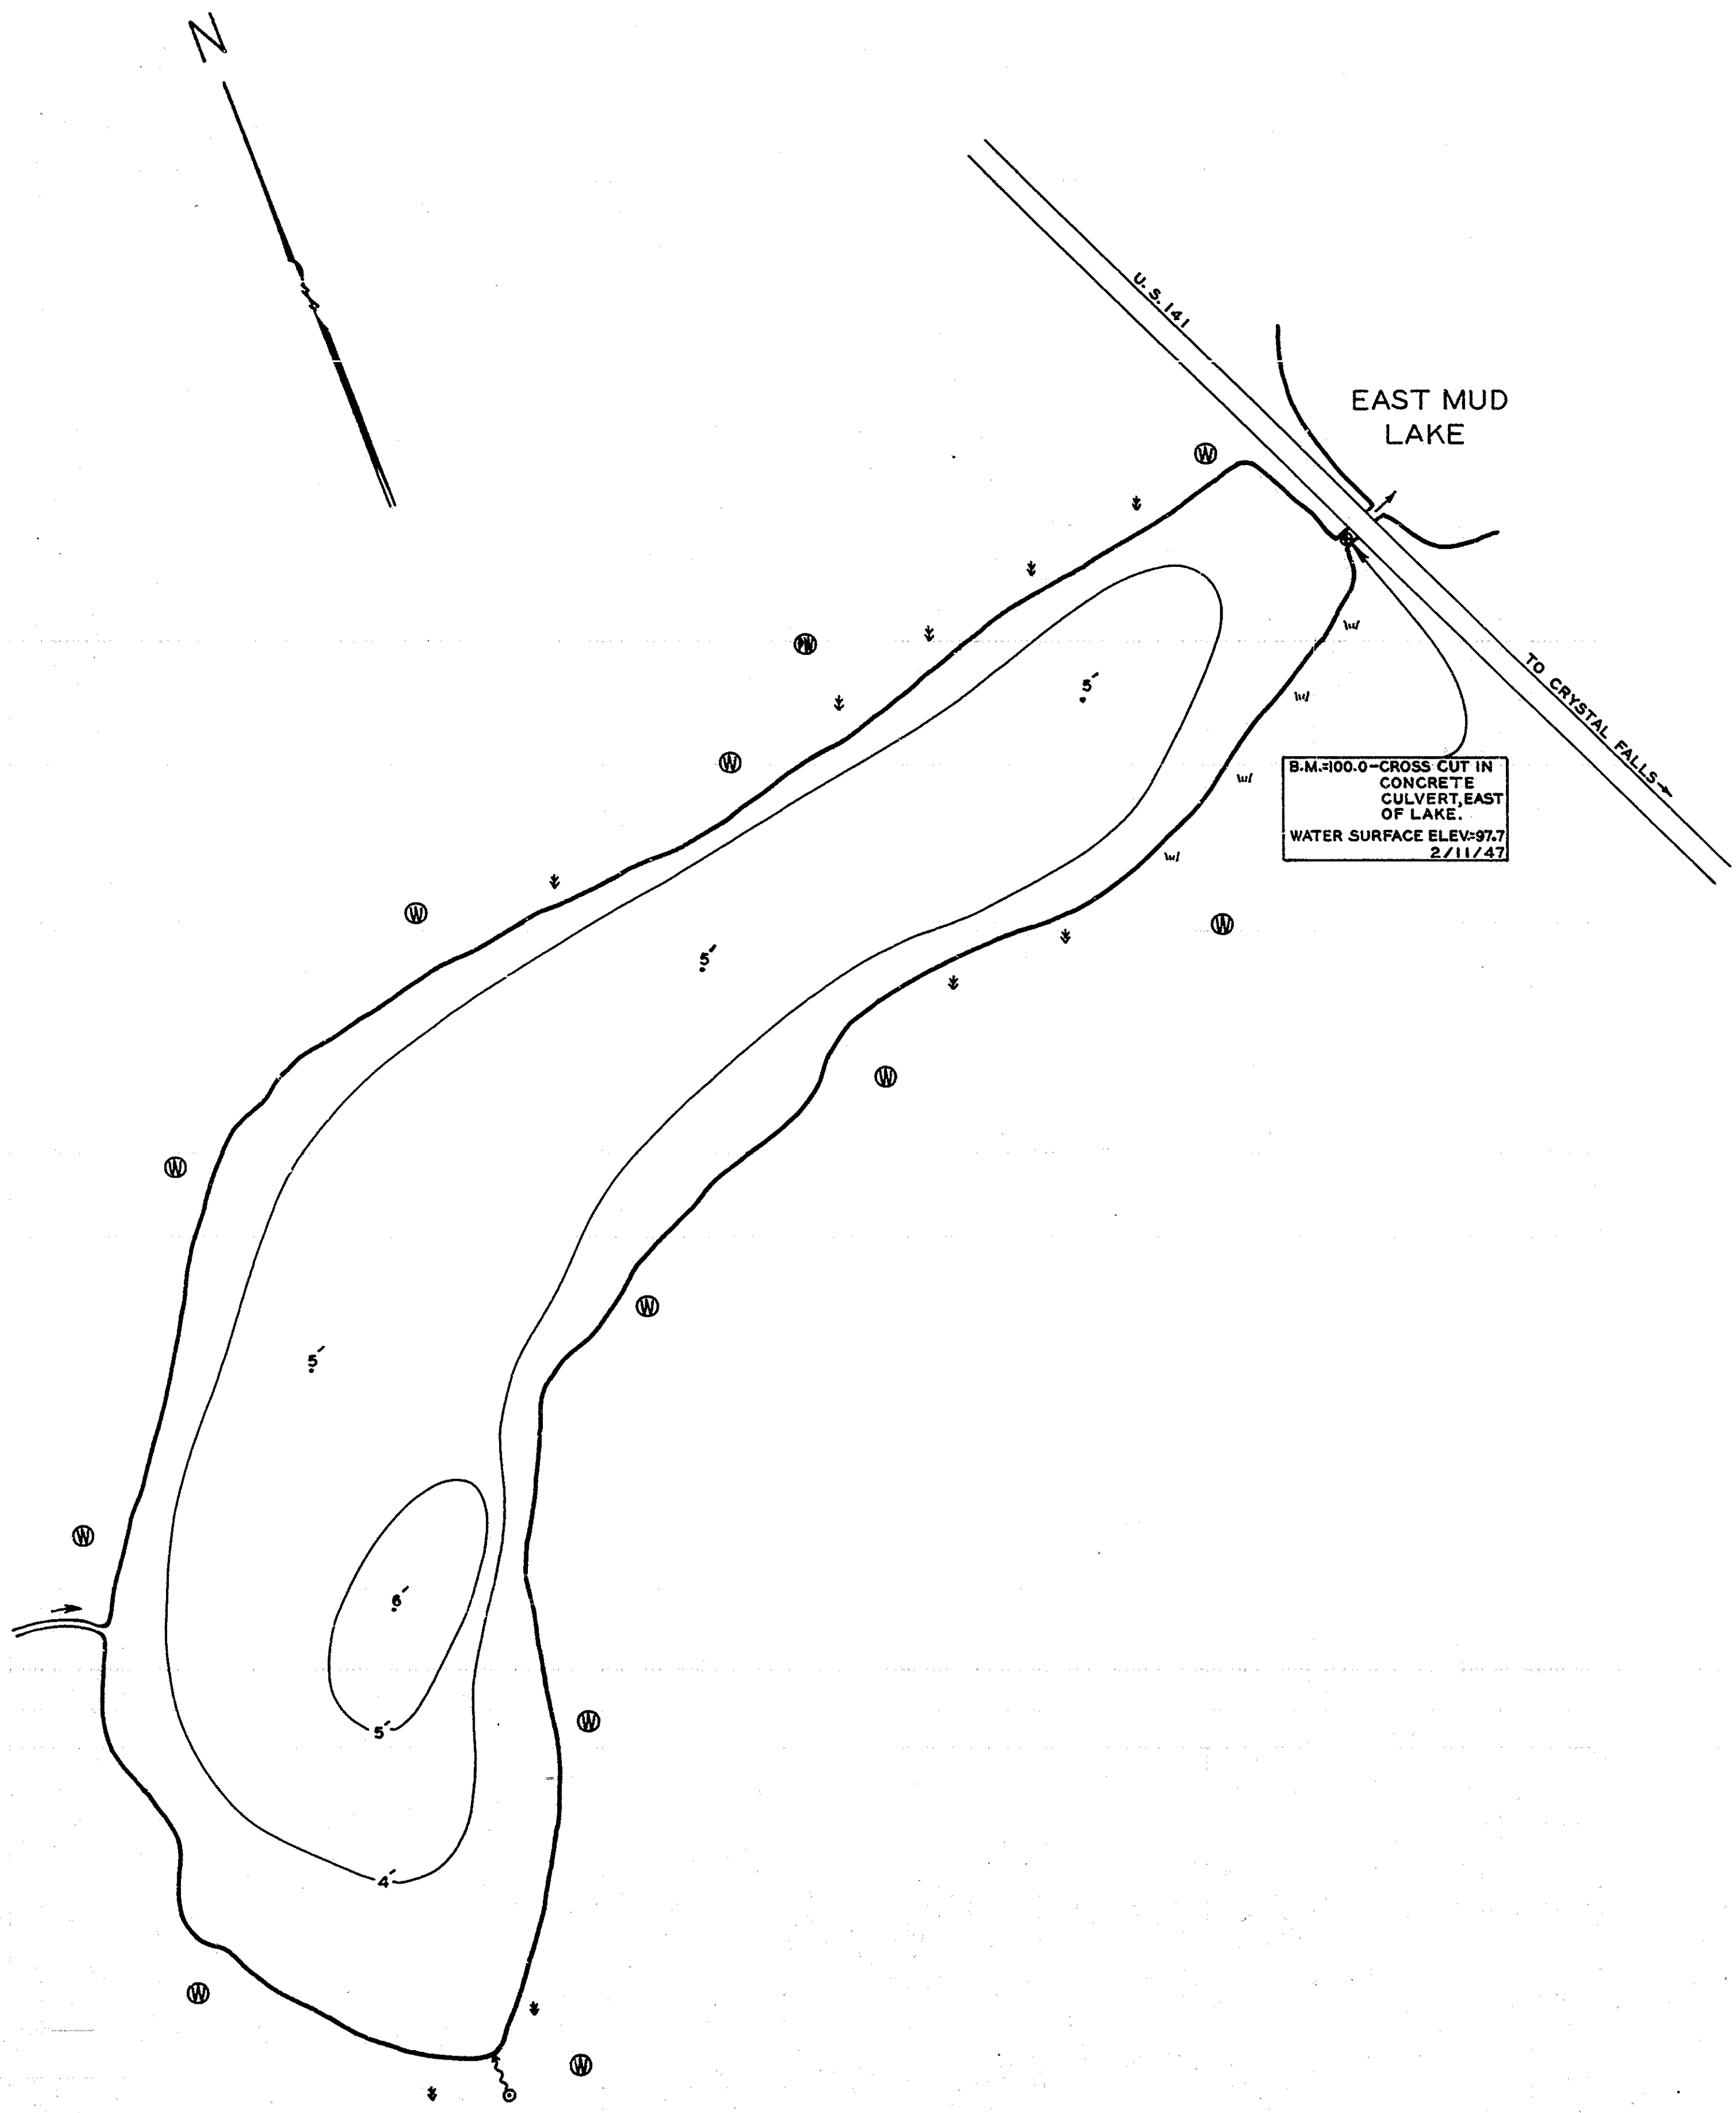 N
U.S. 141
EAST MUD
LAKE
W
PW
5'
W
TO CRYSTAL FALLS
B.M.=100.0-CROSS CUT IN
CONCRETE
CULVERT, EAST
OF LAKE.
WATER SURFACE ELEV.=97.7
2/11/47
W
W
5'
W
W
W
W
5'
W
6'
W
5'
4'
W
W